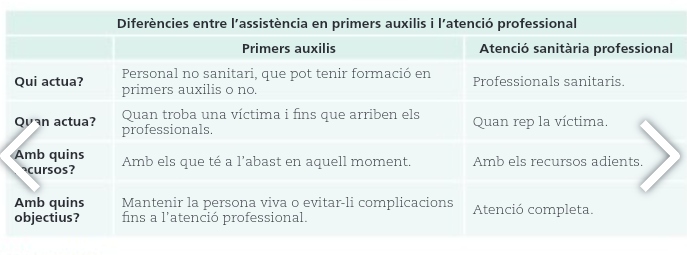 Diferències entre l’assistència en primers auxilis i l’atenció professional
Primers auxilis
Atenció sanitària professional
Qui actua?
Personal no sanitari, que pot tenir formació en
primers auxilis o no.
Professionals sanitaris.
Quan actua?
Quan troba una víctima i fins que arriben els
professionals.
Quan rep la víctima.
Amb quins
recursos?
Amb els que té a l’abast en aquell moment.
Amb els recursos adients.
Amb quins
objectius?
Mantenir la persona viva o evitar-li complicacions
fins a l’atenció professional.
Atenció completa.